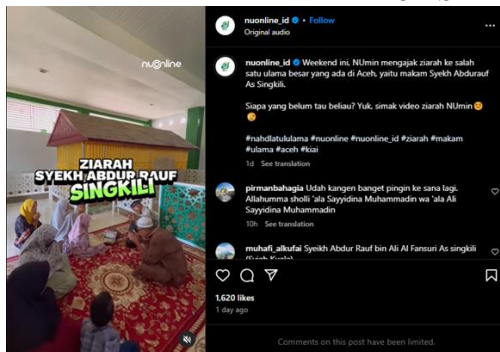 nuonline
ZIARAH
SYEKH ABDUR RAUF
SINGKILI
nuonline_id • Follow
Original audio
nuonline_id Weekend ini, NUmin mengajak ziarah ke salah
satu ulama besar yang ada di Aceh, yaitu makam Syekh Abdurauf
As Singkili.
Siapa yang belum tau beliau? Yuk, simak video ziarah NUmin😊
😉
#nahdlatululama #nuonline #nuonline_id #ziarah #makam
#ulama #aceh #kiai
1d See translation
pirmanbahagia Udah kangen banget pingin ke sana lagi.
Allahumma sholli 'ala Sayyidina Muhammadin wa 'ala Ali
Sayyidina Muhammadin
10h See translation
muhafi_alkufai Syeikh Abdur Rauf bin Ali Al Fansuri As singkili
1,620 likes
1 day ago
Comments on this post have been limited.